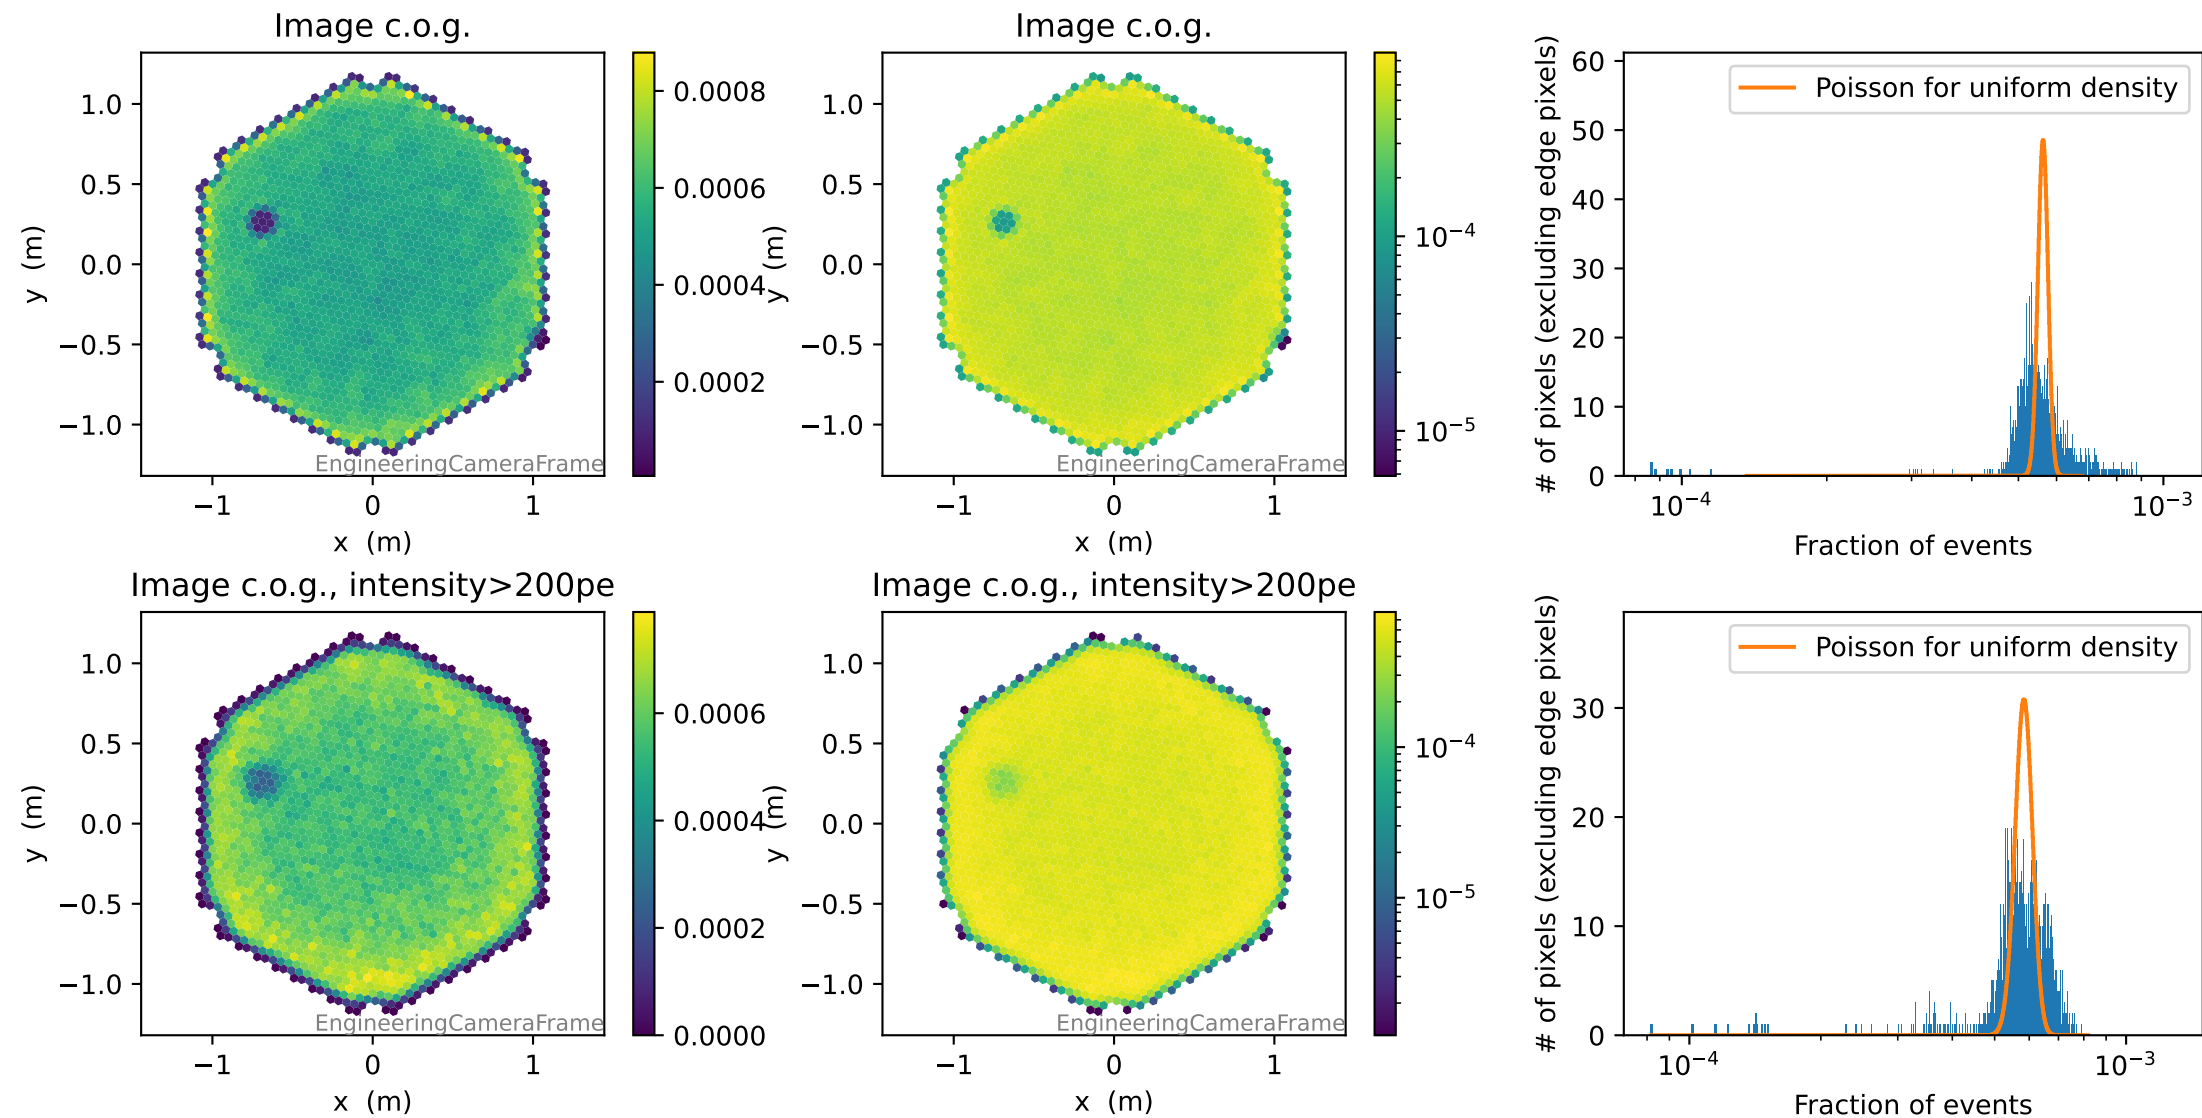 Image c.o.g.
y (m)
1.0
0.5
0.0
−0.5
−1.0
−1
0
1
x (m)
EngineeringCameraFrame
0.0008
0.0006
0.0004
0.0002
Image c.o.g.
y (m)
1.0
0.5
0.0
−0.5
−1.0
−1
0
1
x (m)
EngineeringCameraFrame
10⁻⁴
10⁻⁵
# of pixels (excluding edge pixels)
60
50
40
30
20
10
0
Poisson for uniform density
10⁻⁴
10⁻³
Fraction of events
Image c.o.g., intensity>200pe
y (m)
1.0
0.5
0.0
−0.5
−1.0
−1
0
1
x (m)
EngineeringCameraFrame
0.0006
0.0004
0.0002
0.0000
Image c.o.g., intensity>200pe
y (m)
1.0
0.5
0.0
−0.5
−1.0
−1
0
1
x (m)
EngineeringCameraFrame
10⁻⁴
10⁻⁵
# of pixels (excluding edge pixels)
30
20
10
0
Poisson for uniform density
10⁻⁴
10⁻³
Fraction of events